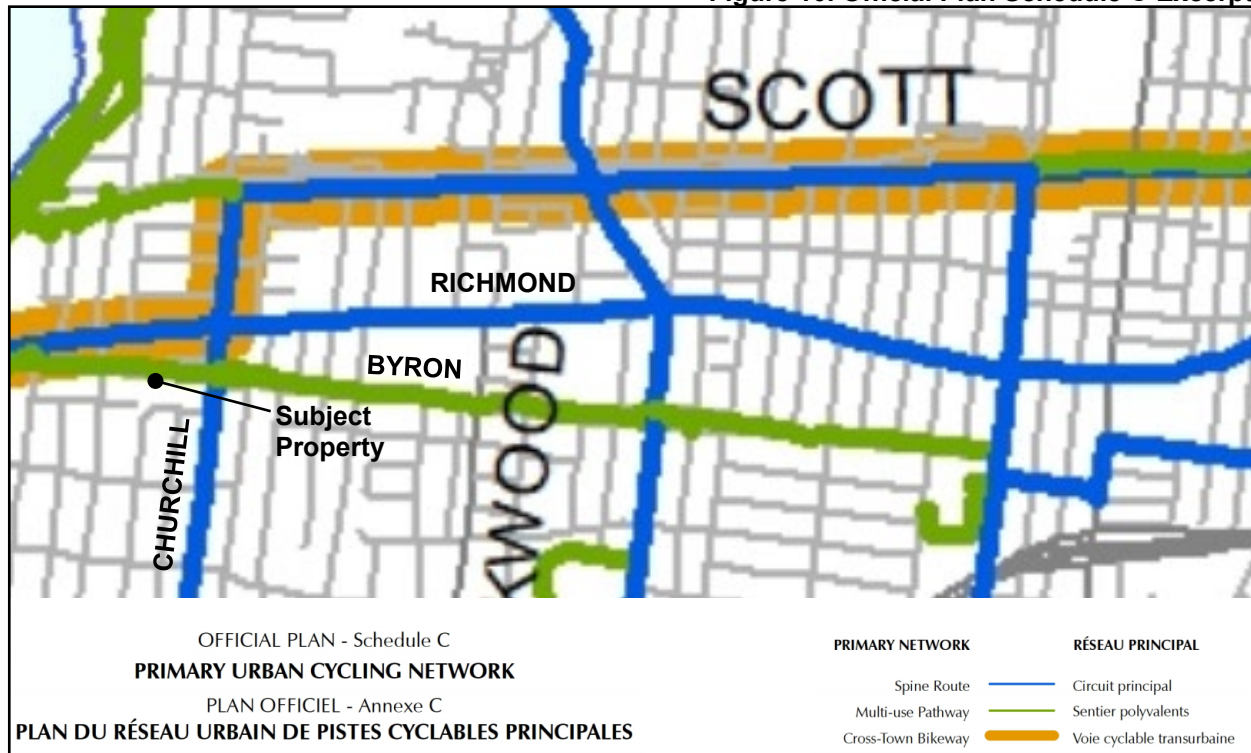 SCOTT
RICHMOND
BYRON
KWOOD
Subject
Property
CHURCHILL
OFFICIAL PLAN - Schedule C
PRIMARY URBAN CYCLING NETWORK
PLAN OFFICIEL - Annexe C
PLAN DU RÉSEAU URBAIN DE PISTES CYCLABLES PRINCIPALES
PRIMARY NETWORK RÉSEAU PRINCIPAL
Spine Route Circuit principal
Multi-use Pathway Sentier polyvalents
Cross-Town Bikeway Voie cyclable transurbaine